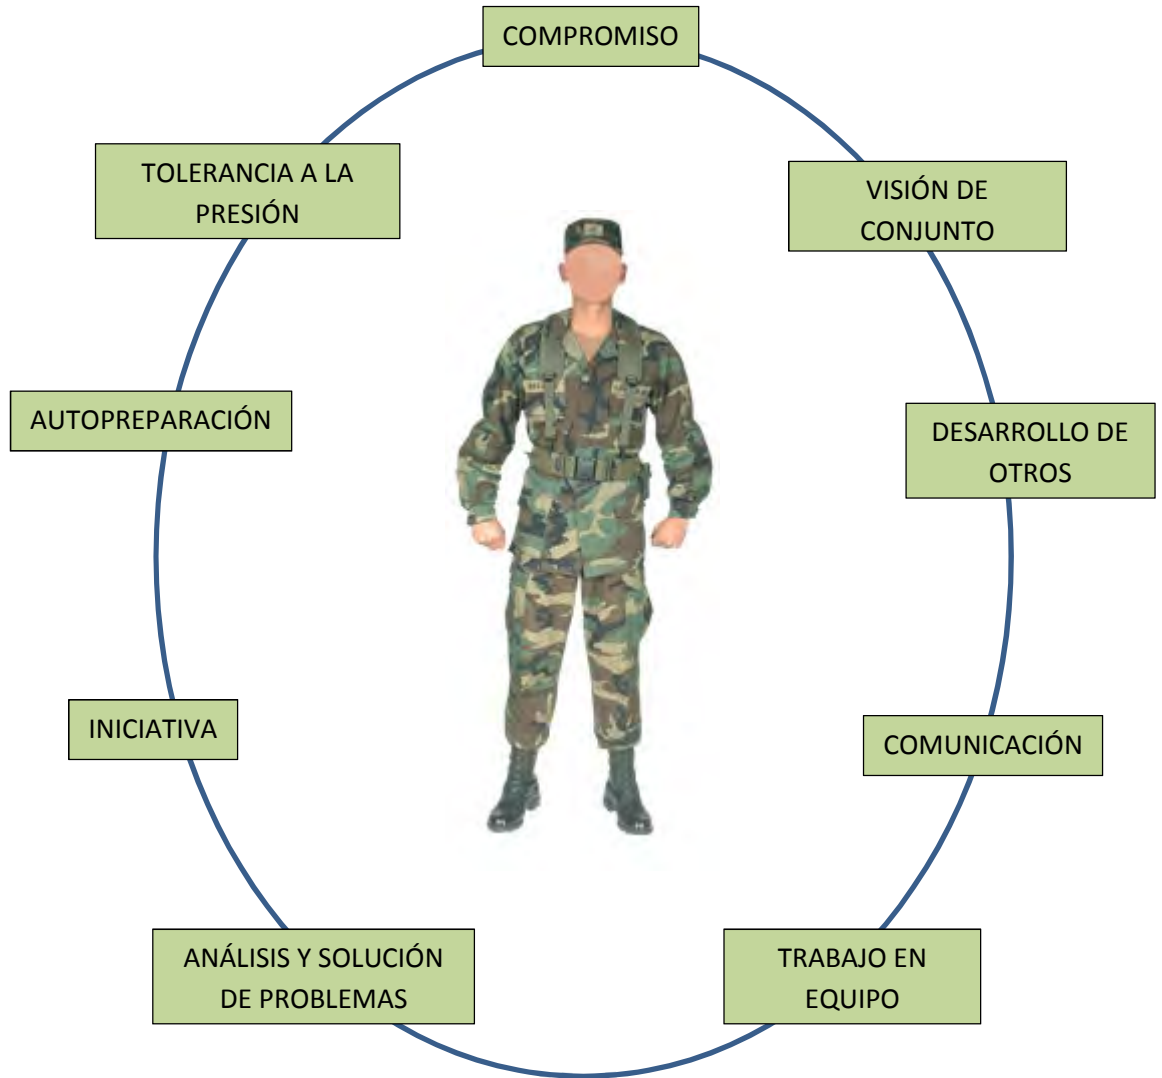 COMPROMISO
TOLERANCIA A LA
PRESIÓN
VISIÓN DE
CONJUNTO
AUTOPREPARACIÓN
DESARROLLO DE
OTROS
INICIATIVA
COMUNICACIÓN
ANÁLISIS Y SOLUCIÓN
DE PROBLEMAS
TRABAJO EN
EQUIPO